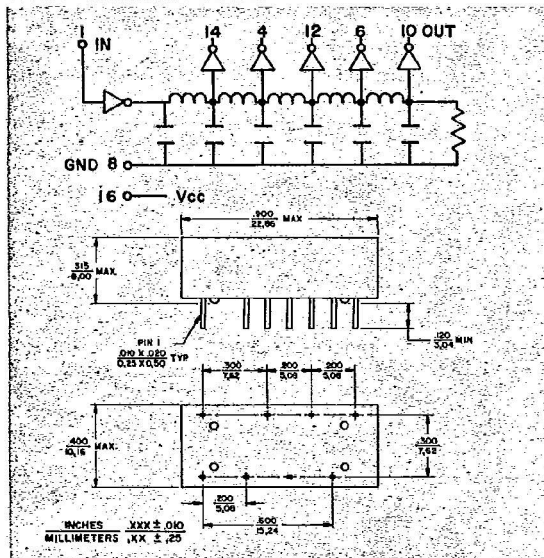 1 IN 14 4 12 6 10 OUT
GND 8
16 Vcc
.900
22,86 MAX
.315
8,00 MAX.
PIN 1
.010 X .020
0,25 X 0,50 TYP
.120
3,04 MIN
.300
7,62
.200
5,08
.200
5,08
.400
10,16 MAX.
.300
7,62
.200
5,08
.600
15,24
INCHES .XXX ± .010
MILLIMETERS ,XX ± ,25